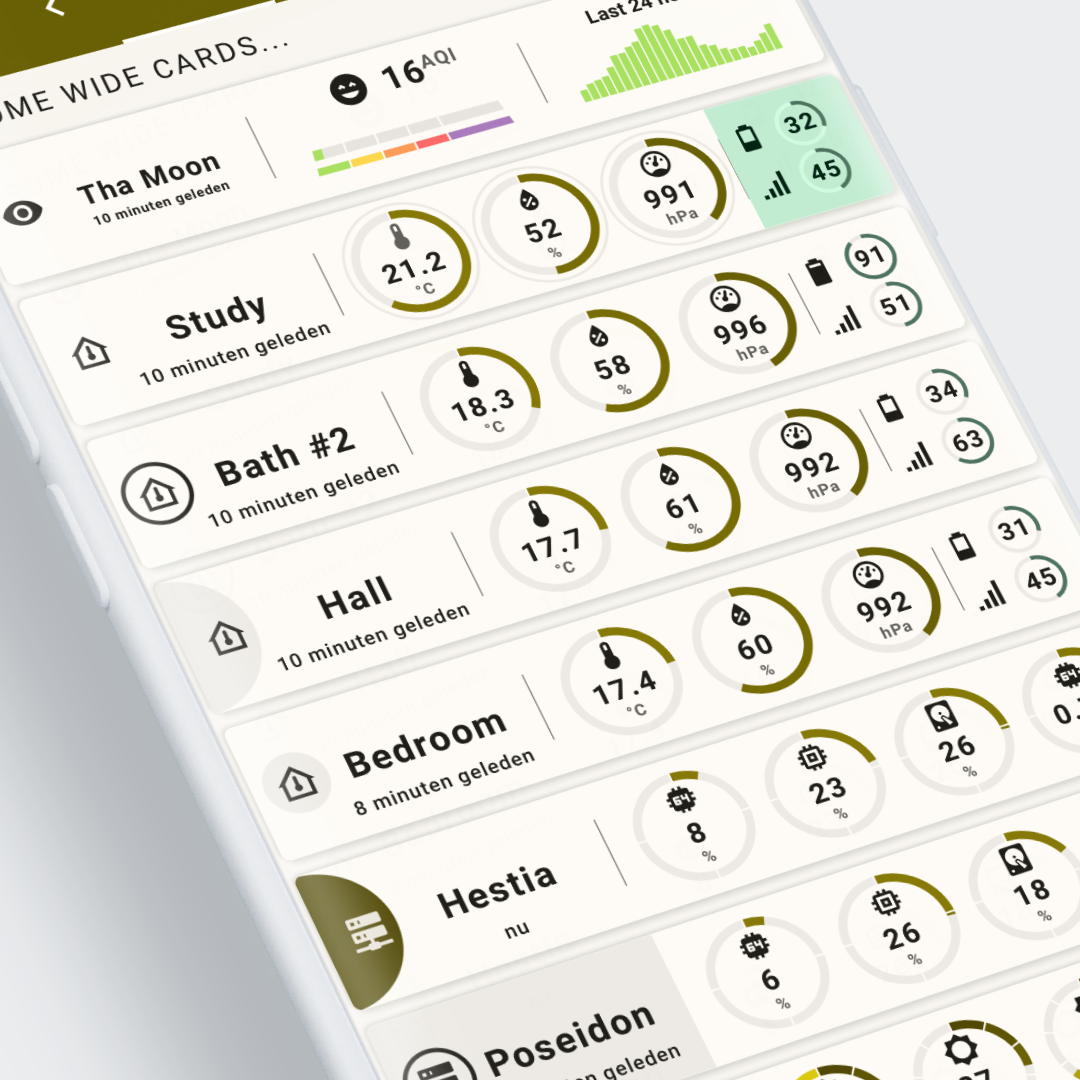 OME WIDE CARDS...
Tha Moon
10 minuten geleden
16 AQI
Last 24
Study
10 minuten geleden
21.2
°C
52
%
991
hPa
32
45
Bath #2
10 minuten geleden
18.3
°C
58
%
996
hPa
91
51
Hall
10 minuten geleden
17.7
°C
61
%
992
hPa
34
63
Bedroom
8 minuten geleden
17.4
°C
60
%
992
hPa
31
45
Hestia
nu
64
8
%
23
%
26
%
64
0.
Poseidon
geleden
64
6
%
26
%
18
%